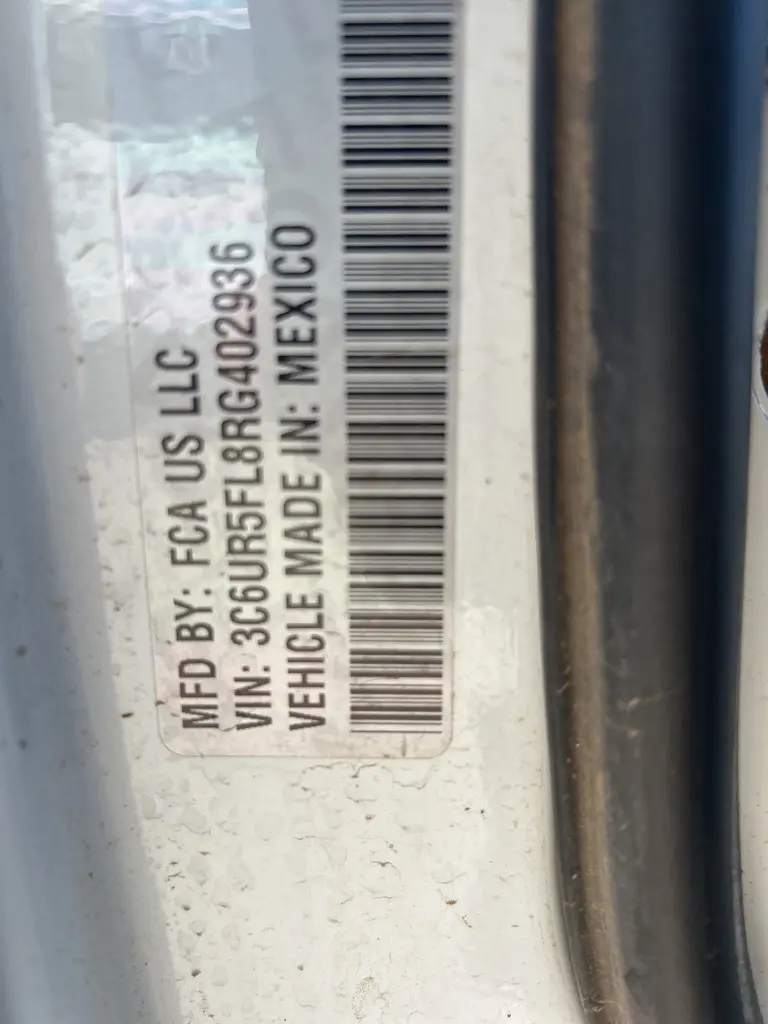 MFD BY: FCA US LLC
VIN: 3C6UR5FL8RG402936
VEHICLE MADE IN: MEXICO